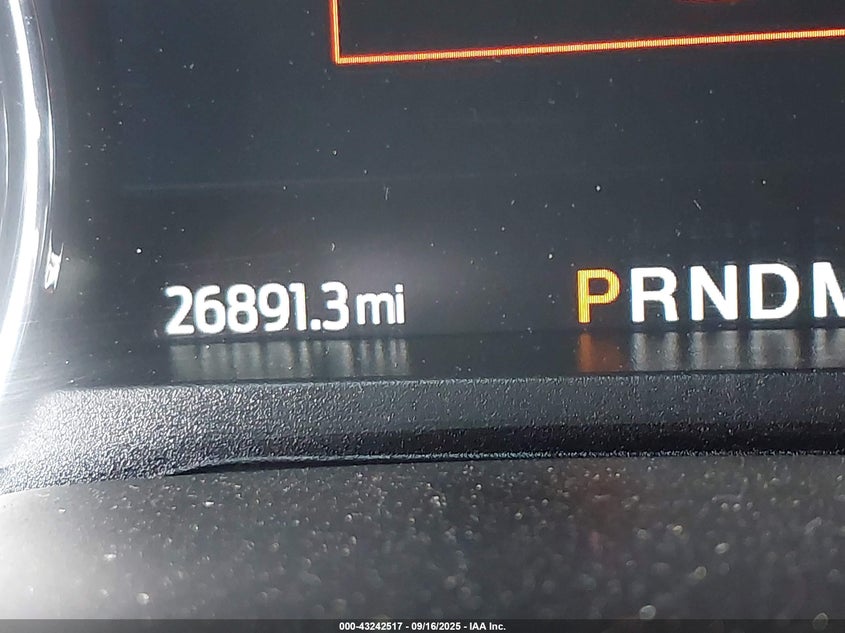 26891.3 mi PRNDM
000-43242517 - 09/16/2025 - IAA Inc.